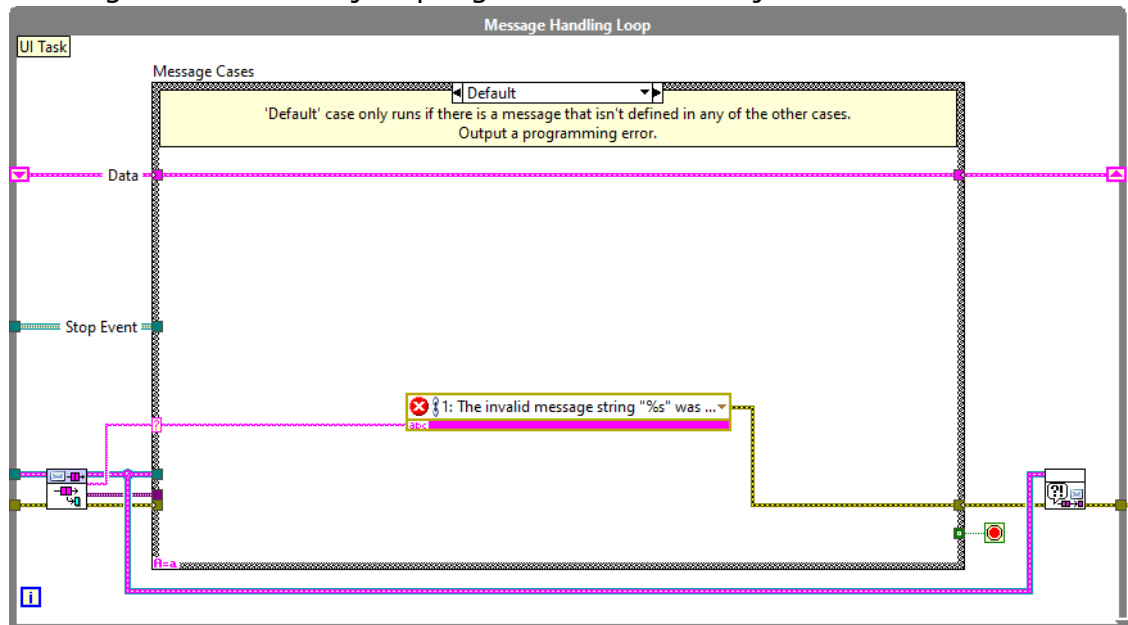 Message Handling Loop
UI Task
Message Cases
Default
'Default' case only runs if there is a message that isn't defined in any of the other cases.
Output a programming error.
Data
Stop Event
1: The invalid message string "%s" was ...
abc
?
A=a
i